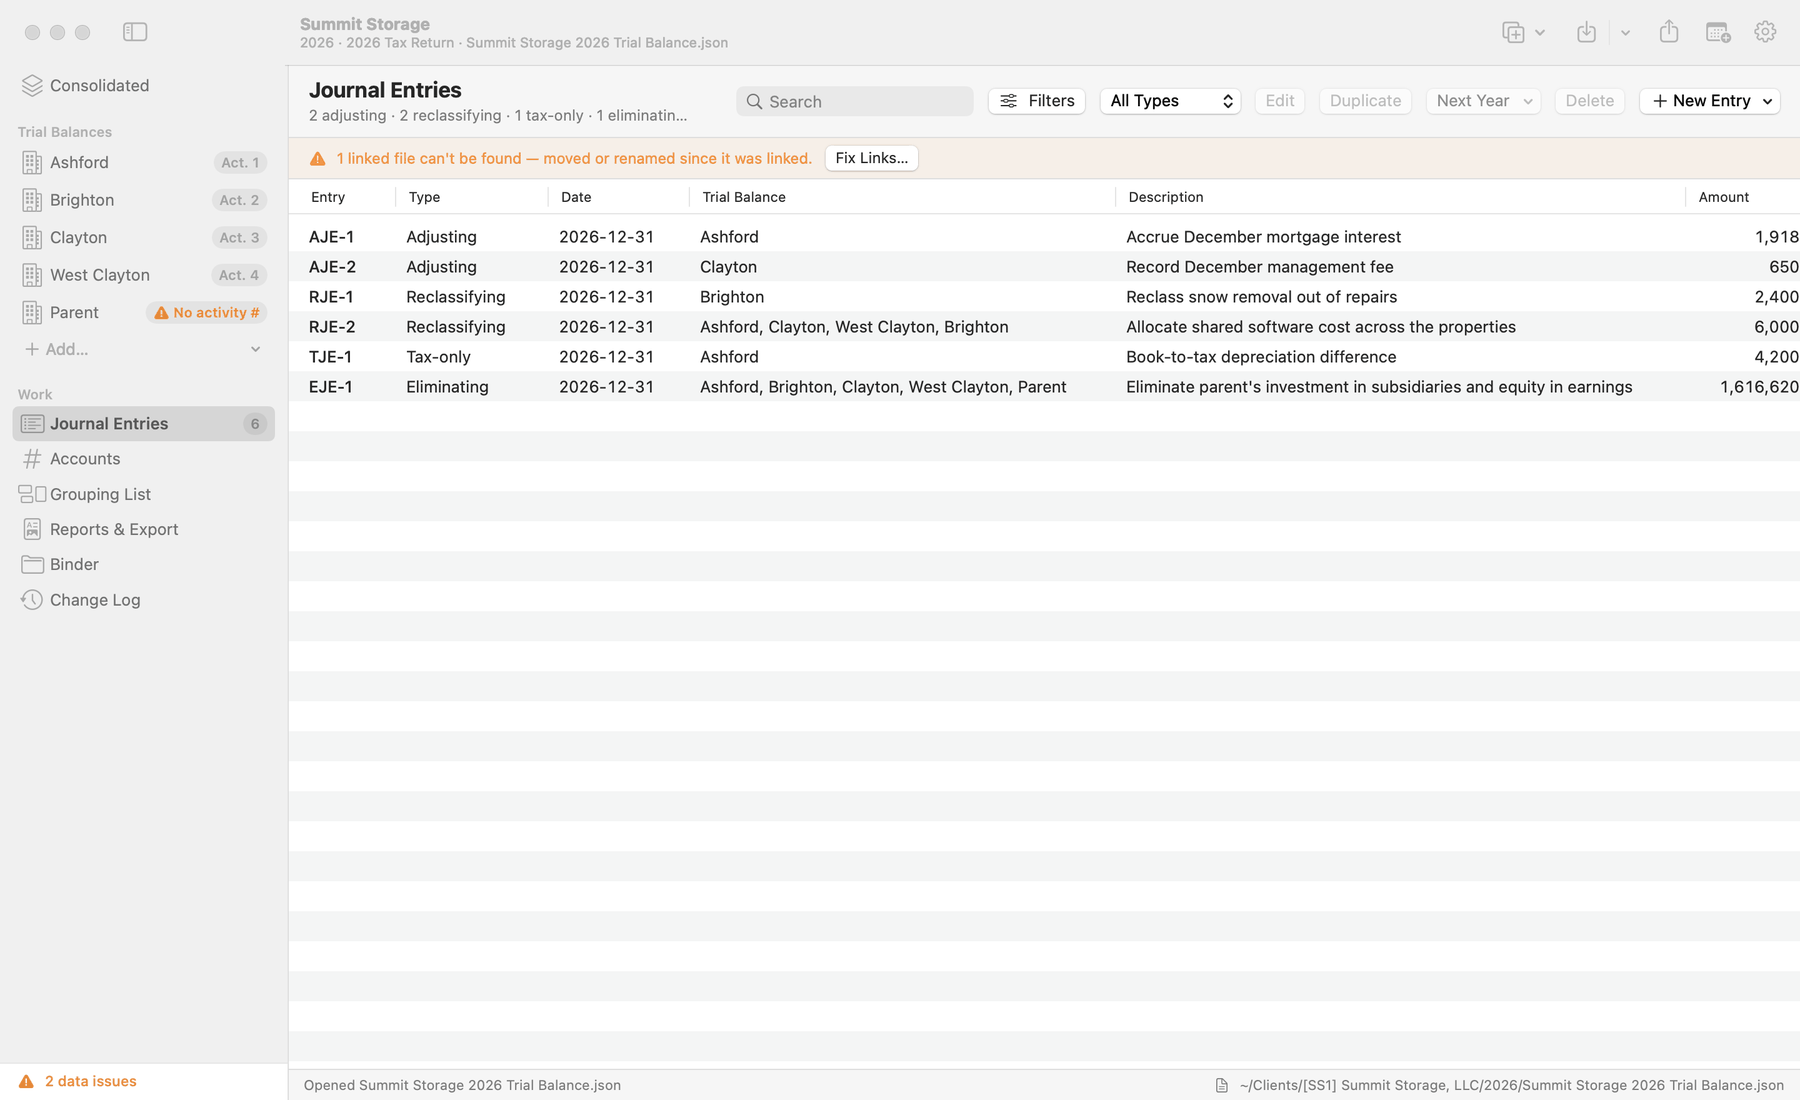 Summit Storage
2026 · 2026 Tax Return · Summit Storage 2026 Trial Balance.json
Consolidated
Trial Balances
Ashford Act. 1
Brighton Act. 2
Clayton Act. 3
West Clayton Act. 4
Parent No activity #
+ Add...
Work
Journal Entries 6
Accounts
Grouping List
Reports & Export
Binder
Change Log
2 data issues
Journal Entries
2 adjusting · 2 reclassifying · 1 tax-only · 1 eliminatin...
Search
Filters
All Types
Edit
Duplicate
Next Year
Delete
+ New Entry
1 linked file can't be found — moved or renamed since it was linked. Fix Links...
Entry Type Date Trial Balance Description Amount
AJE-1 Adjusting 2026-12-31 Ashford Accrue December mortgage interest 1,918
AJE-2 Adjusting 2026-12-31 Clayton Record December management fee 650
RJE-1 Reclassifying 2026-12-31 Brighton Reclass snow removal out of repairs 2,400
RJE-2 Reclassifying 2026-12-31 Ashford, Clayton, West Clayton, Brighton Allocate shared software cost across the properties 6,000
TJE-1 Tax-only 2026-12-31 Ashford Book-to-tax depreciation difference 4,200
EJE-1 Eliminating 2026-12-31 Ashford, Brighton, Clayton, West Clayton, Parent Eliminate parent's investment in subsidiaries and equity in earnings 1,616,620
Opened Summit Storage 2026 Trial Balance.json
~/Clients/[SS1] Summit Storage, LLC/2026/Summit Storage 2026 Trial Balance.json